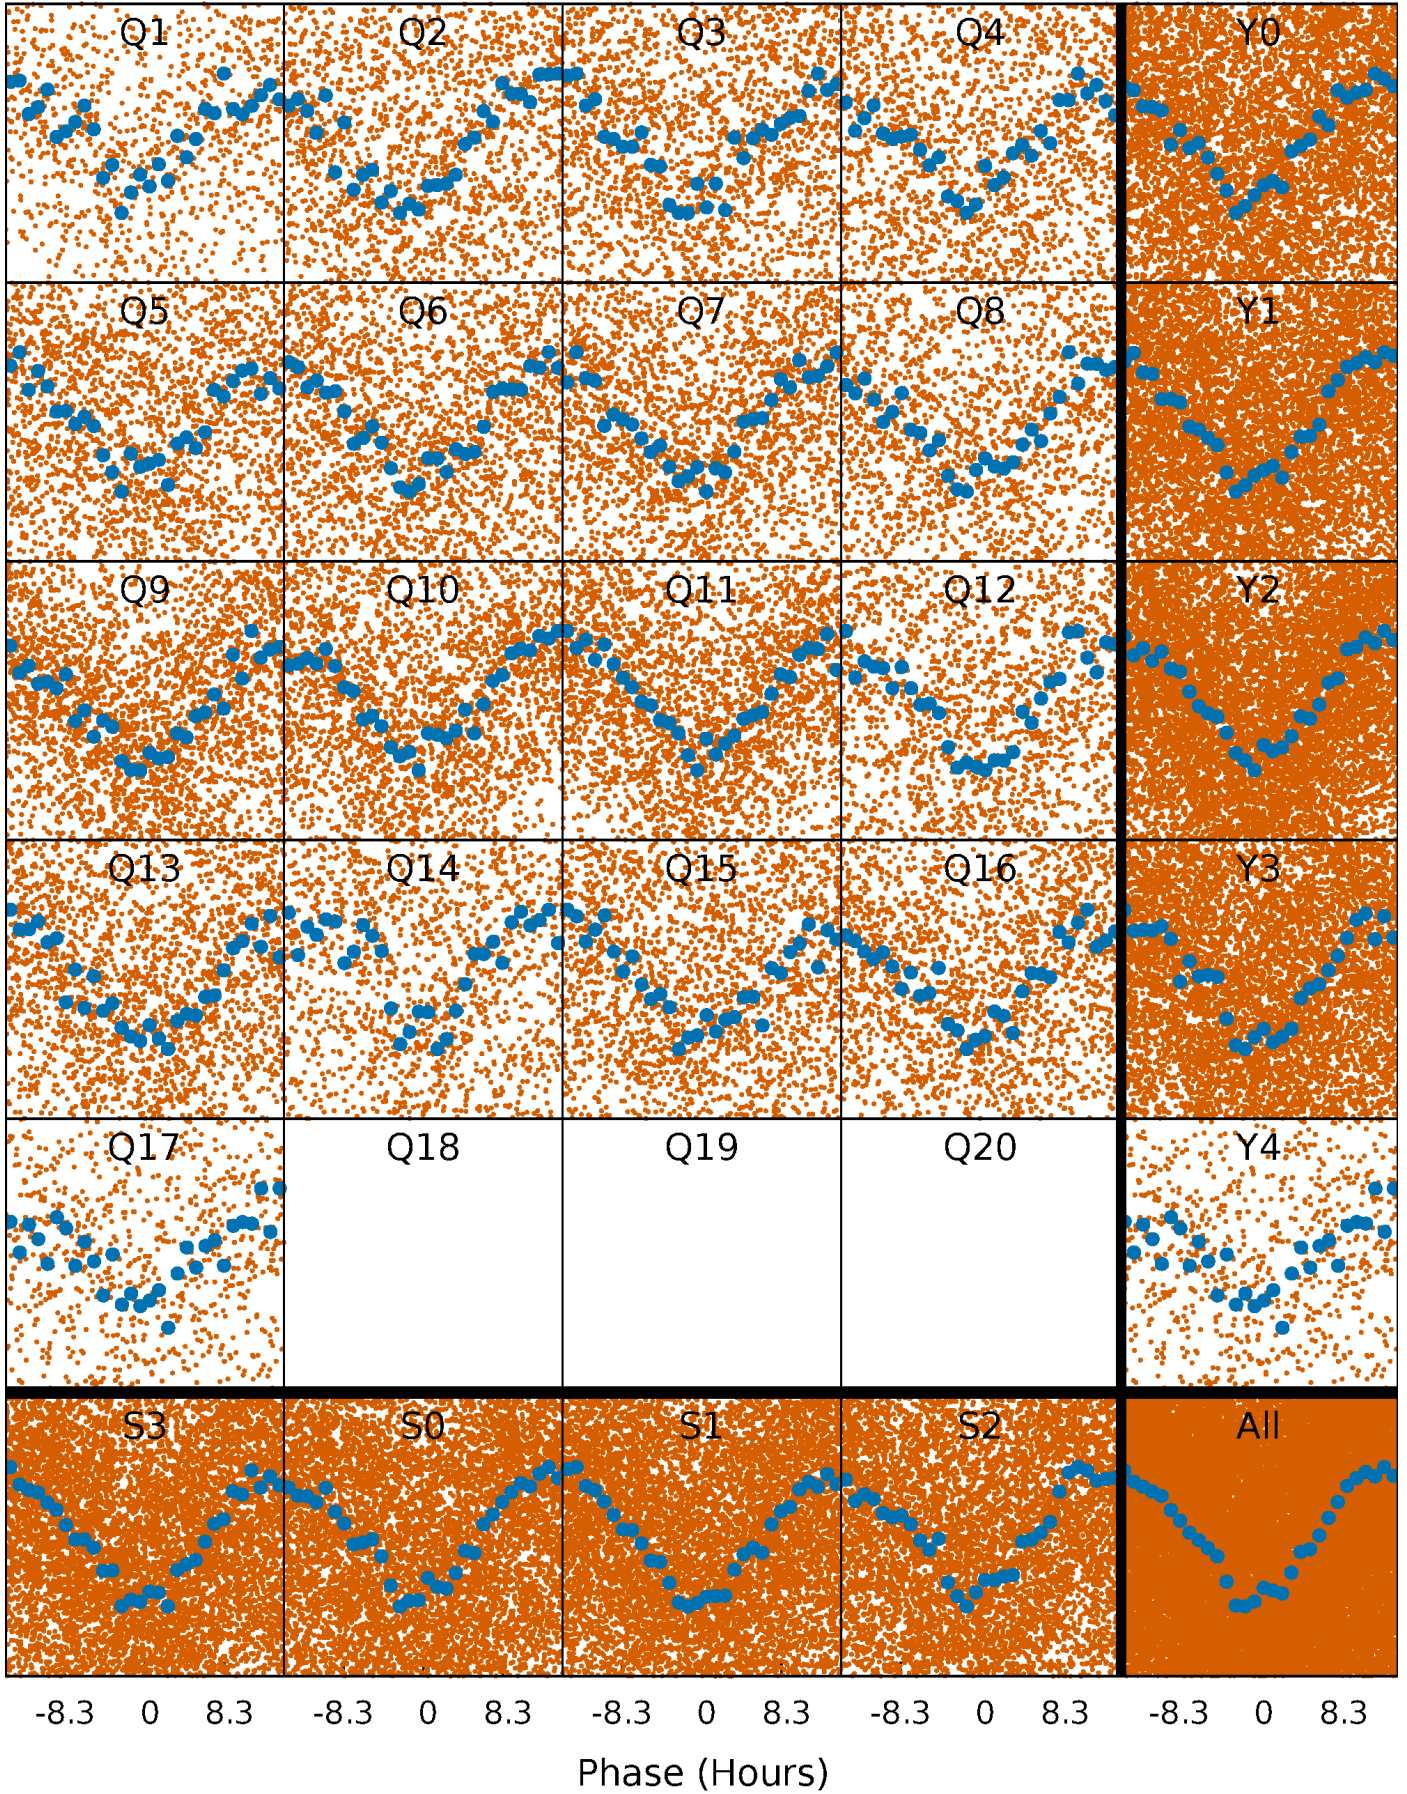 Q1 Q2 Q3 Q4 Y0
Q5 Q6 Q7 Q8 Y1
Q9 Q10 Q11 Q12 Y2
Q13 Q14 Q15 Q16 Y3
Q17 Q18 Q19 Q20 Y4
S3 S0 S1 S2 All
-8.3 0 8.3 -8.3 0 8.3 -8.3 0 8.3 -8.3 0 8.3 -8.3 0 8.3
Phase (Hours)